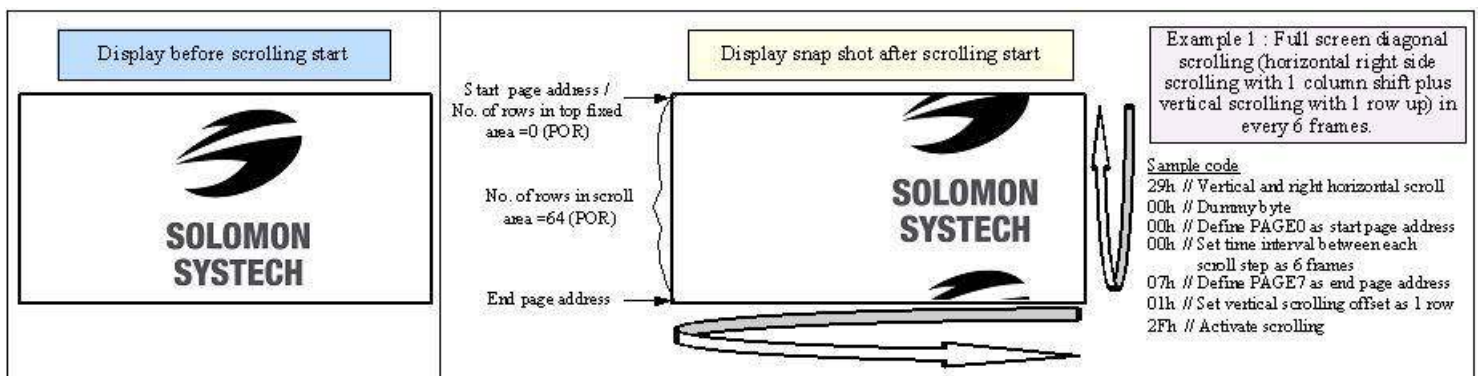 Display before scrolling start
SOLOMON
SYSTECH
Display snap shot after scrolling start
Start page address /
No. of rows in top fixed
area =0 (POR)
No. of rows in scroll
area =64 (POR)
End page address
SOLOMON
SYSTECH
Example 1 : Full screen diagonal
scrolling (horizontal right side
scrolling with 1 column shift plus
vertical scrolling with 1 row up) in
every 6 frames.
Sample code
29h // Vertical and right horizontal scroll
00h // Dummy byte
00h // Define PAGE0 as start page address
00h // Set time interval between each
scroll step as 6 frames
07h // Define PAGE7 as end page address
01h // Set vertical scrolling offset as 1 row
2Fh // Activate scrolling